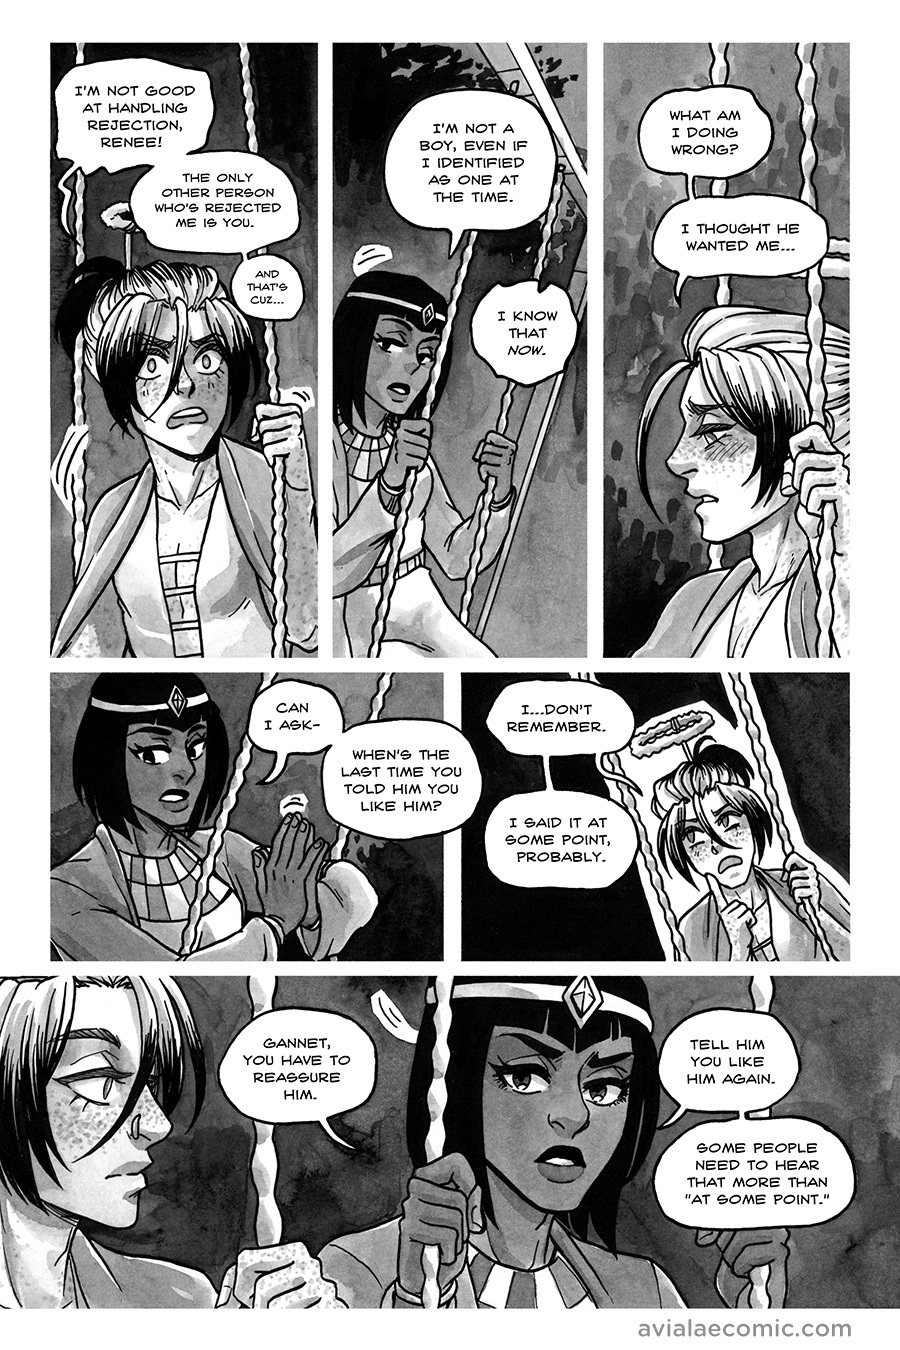 I'M NOT GOOD
AT HANDLING
REJECTION,
RENEE!
THE ONLY
OTHER PERSON
WHO'S REJECTED
ME IS YOU.
AND
THAT'S
CUZ...
I'M NOT A
BOY, EVEN IF
I IDENTIFIED
AS ONE AT
THE TIME.
I KNOW
THAT
NOW.
WHAT AM
I DOING
WRONG?
I THOUGHT HE
WANTED ME...
CAN
I ASK-
WHEN'S THE
LAST TIME YOU
TOLD HIM YOU
LIKE HIM?
I...DON'T
REMEMBER.
I SAID IT AT
SOME POINT,
PROBABLY.
GANNET,
YOU HAVE TO
REASSURE
HIM.
TELL HIM
YOU LIKE
HIM AGAIN.
SOME PEOPLE
NEED TO HEAR
THAT MORE THAN
"AT SOME POINT."
avialaecomic.com